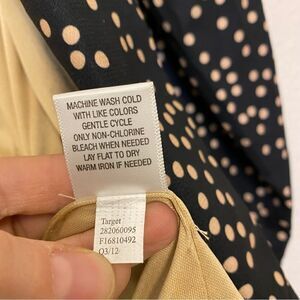 MACHINE WASH COLD
WITH LIKE COLORS
GENTLE CYCLE
ONLY NON-CHLORINE
BLEACH WHEN NEEDED
LAY FLAT TO DRY
WARM IRON IF NEEDED
Target
282060095
F16810492
O3/12